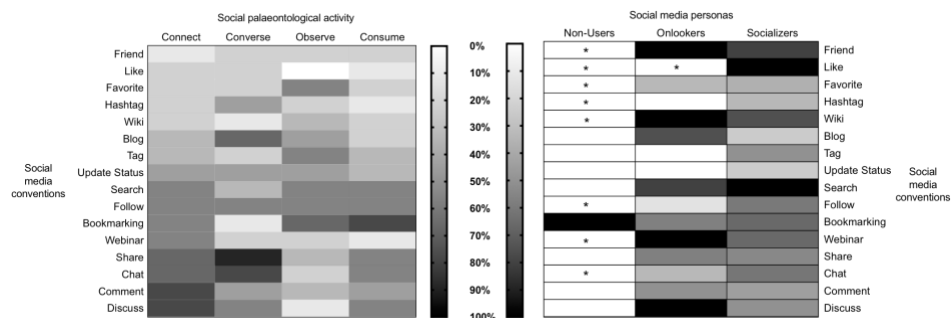 Social palaeontological activity
Connect Converse Observe Consume
Friend
Like
Favorite
Hashtag
Wiki
Blog
Tag
Update Status
Search
Follow
Bookmarking
Webinar
Share
Chat
Comment
Discuss
Social
media
conventions
0%
10%
20%
30%
40%
50%
60%
70%
80%
90%
100%
Social media personas
Non-Users Onlookers Socializers
* Friend
* * Like
* Favorite
* Hashtag
* Wiki
Blog
Tag
Update Status
Search
* Follow
Bookmarking
* Webinar
Share
* Chat
Comment
Discuss
Social
media
conventions